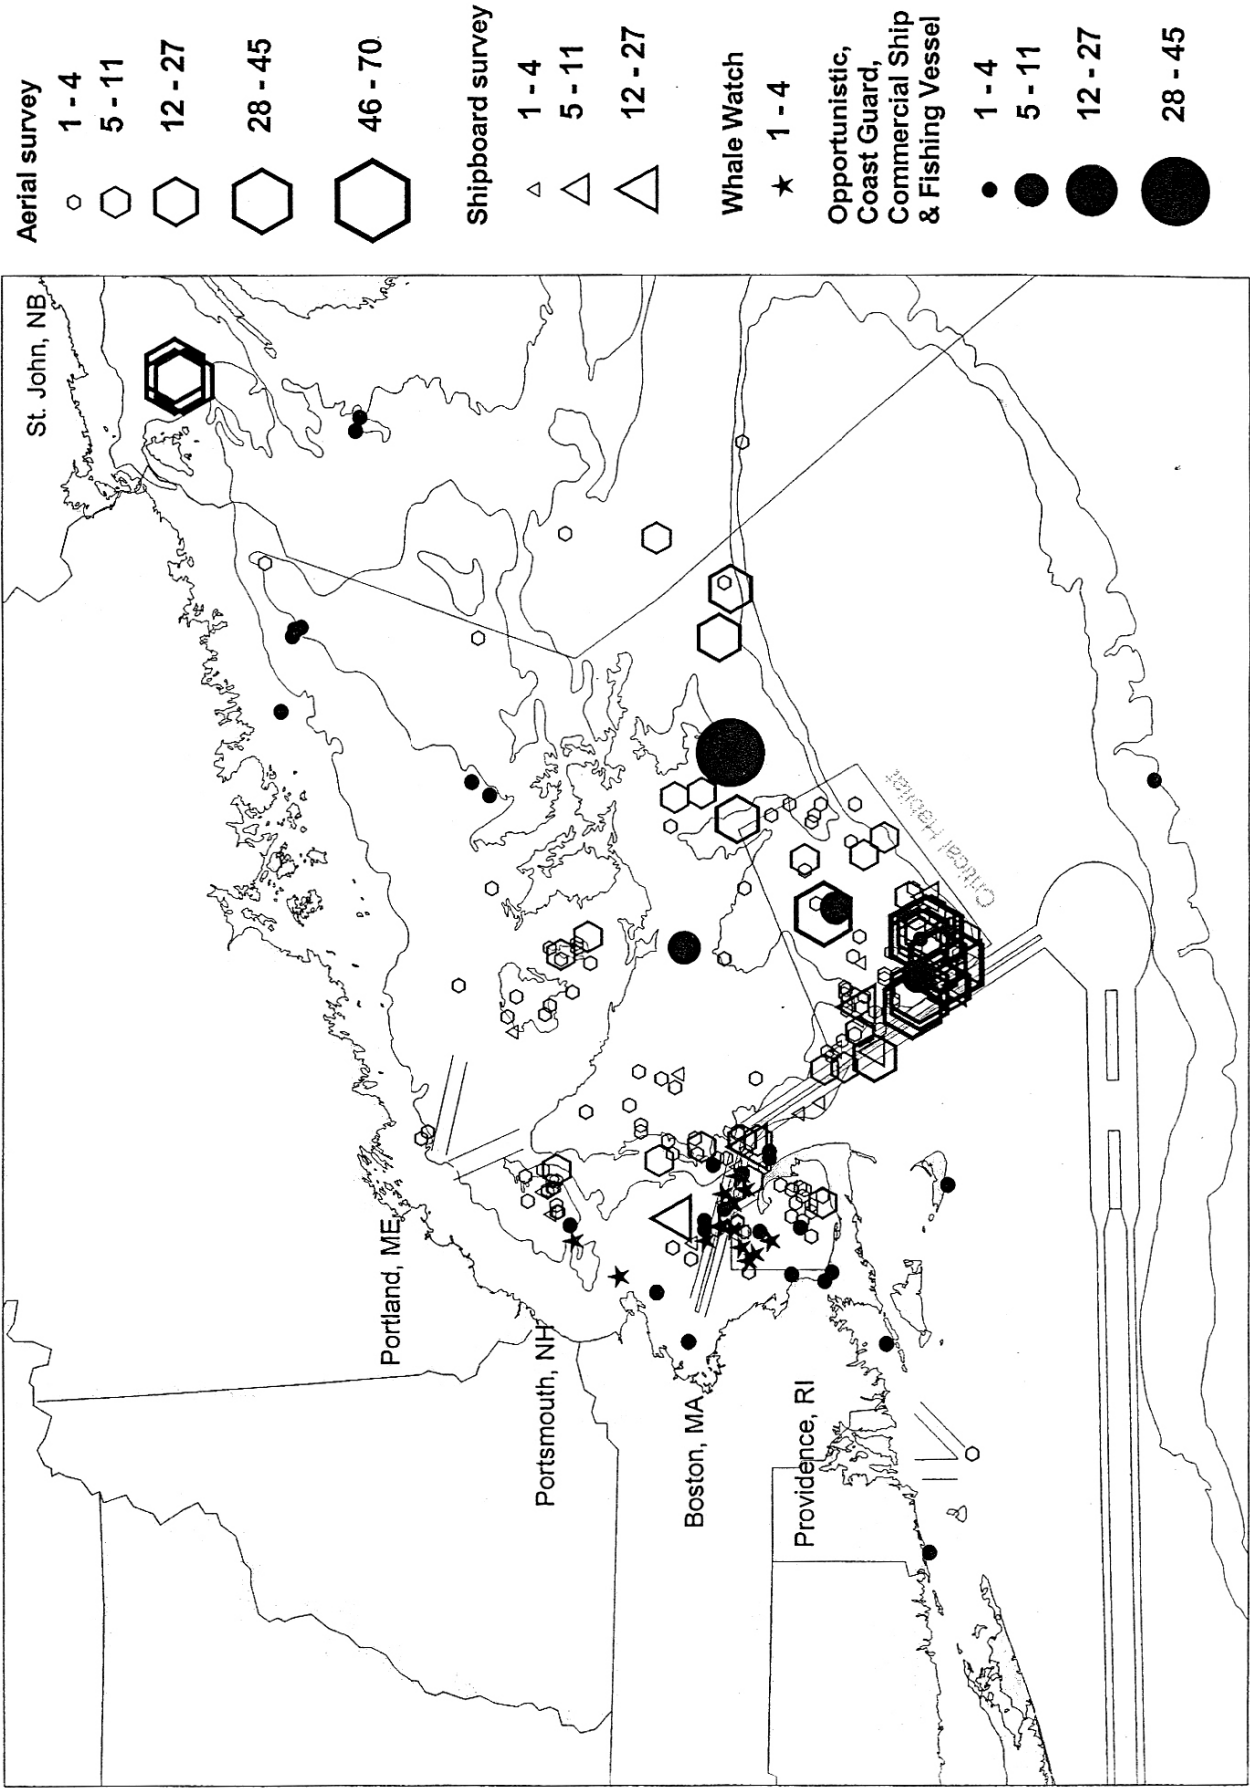 Aerial survey
1 - 4
5 - 11
12 - 27
28 - 45
46 - 70
Shipboard survey
1 - 4
5 - 11
12 - 27
Whale Watch
1 - 4
Opportunistic,
Coast Guard,
Commercial Ship
& Fishing Vessel
1 - 4
5 - 11
12 - 27
28 - 45
St. John, NB
Portland, ME
Portsmouth, NH
Boston, MA
Providence, RI
Critical Habitat